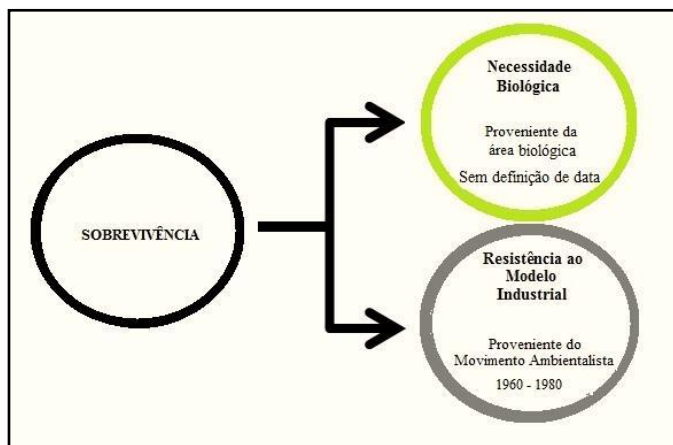 SOBREVIVÊNCIA
Necessidade
Biológica
Proveniente da
área biológica
Sem definição de data
Resistência ao
Modelo
Industrial
Proveniente do
Movimento Ambientalista
1960 - 1980